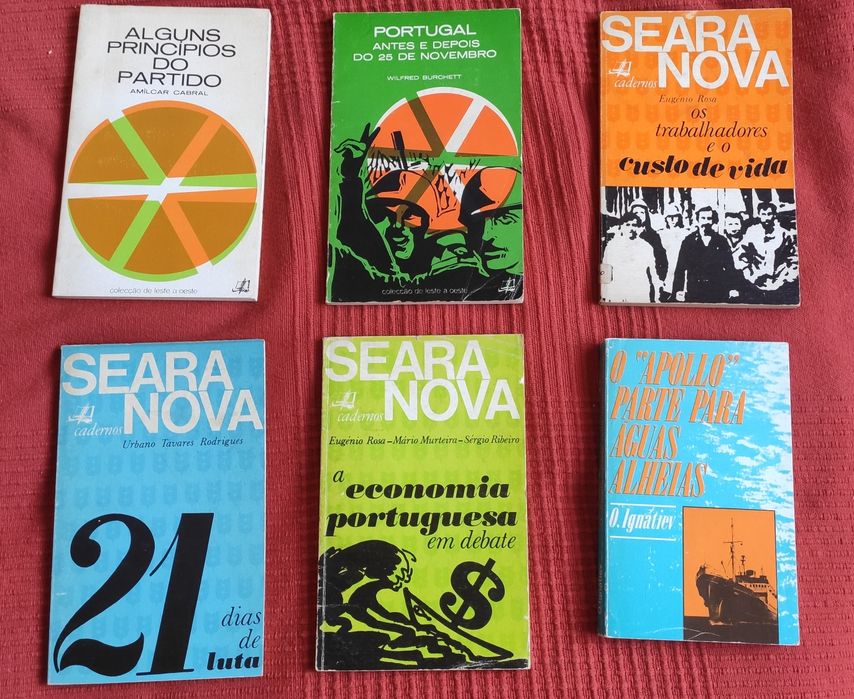 ALGUNS
PRINCÍPIOS
DO
PARTIDO
AMÍLCAR CABRAL
colecção de leste a oeste
PORTUGAL
ANTES E DEPOIS
DO 25 DE NOVEMBRO
WILFRED BURCHETT
colecção de leste a oeste
SEARA
NOVA
cadernos
Eugénio Rosa
os
trabalhadores
e o
custo de vida
SEARA
NOVA
cadernos
Urbano Tavares Rodrigues
21
dias
de
luta
SEARA
NOVA
cadernos
Eugénio Rosa - Mário Murteira - Sérgio Ribeiro
a
economia
portuguesa
em debate
$
O "APOLLO"
PARTE PARA
ÁGUAS
ALHEIAS
O. Ignátiev